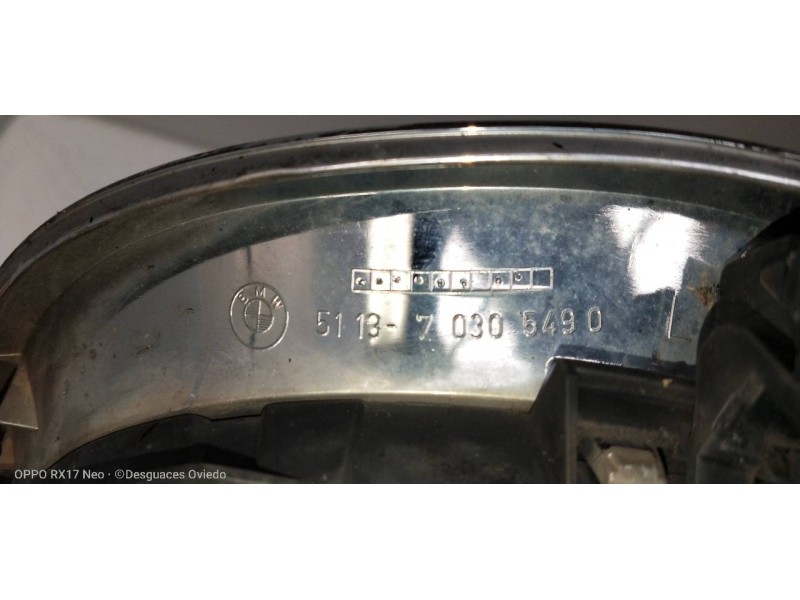 BMW
51 13- 7 030 549 0
L
OPPO RX17 Neo · ©Desguaces Oviedo